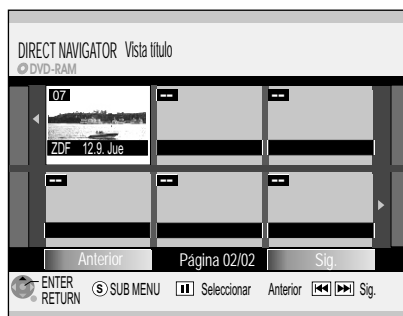 DIRECT NAVIGATOR Vista título
DVD-RAM
07 -- --
ZDF 12.9. Jue
-- -- --
Anterior Página 02/02 Sig.
ENTER
RETURN
S SUB MENU Seleccionar Anterior Sig.